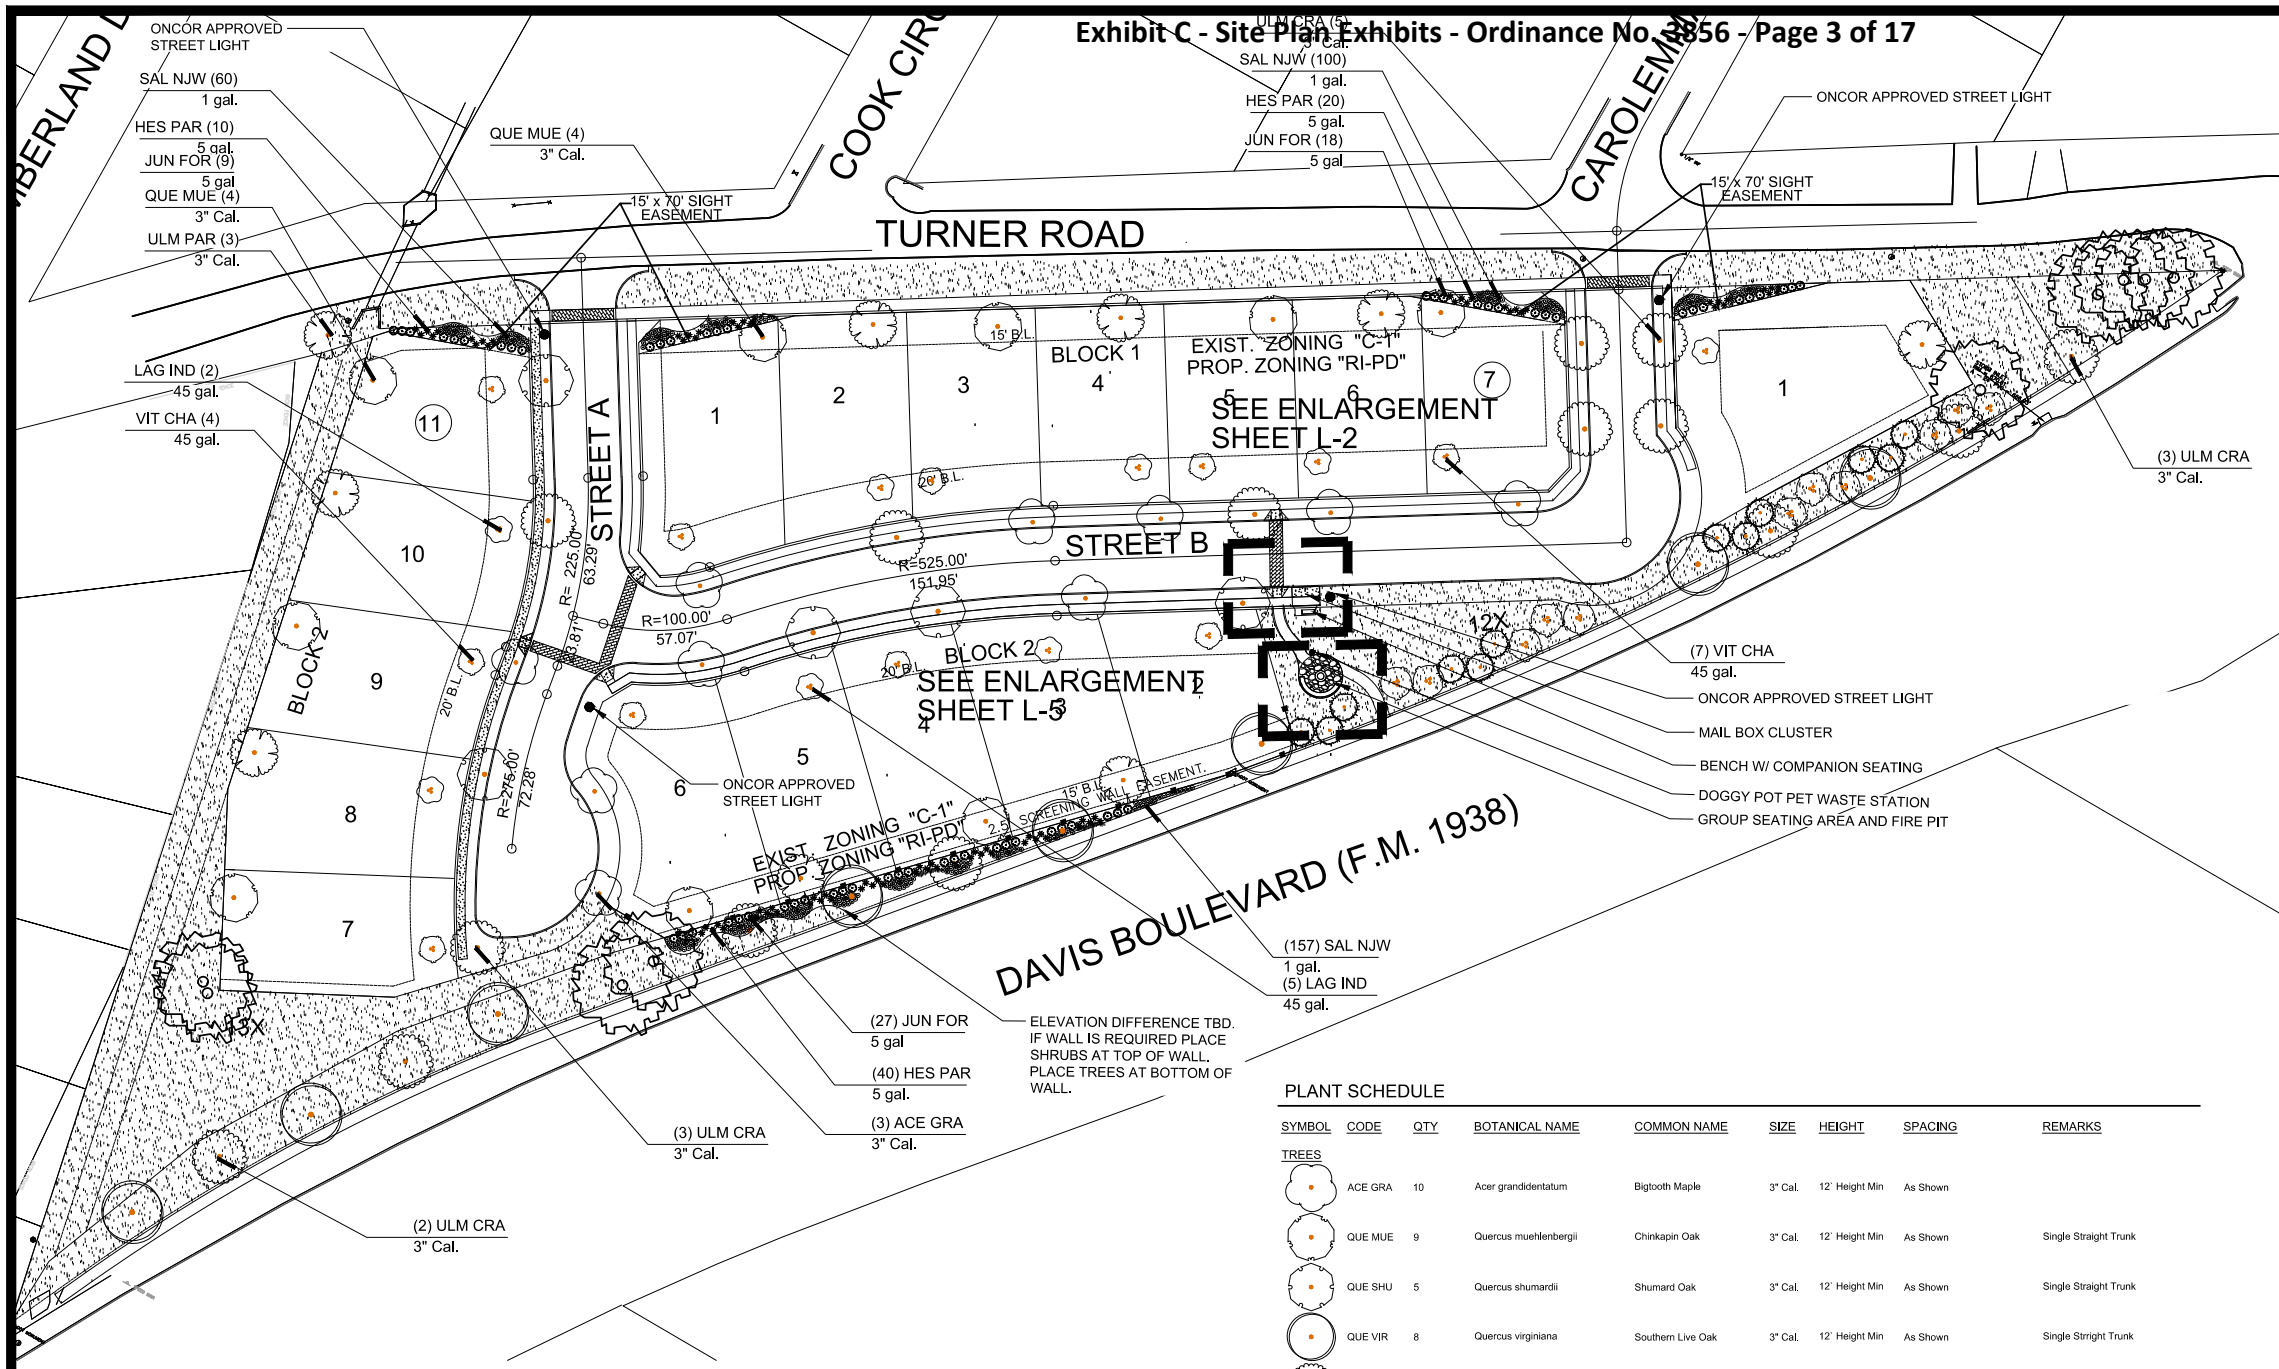 Exhibit C - Site Plan Exhibits - Ordinance No. 3856 - Page 3 of 17
ONCOR APPROVED
STREET LIGHT
SAL NJW (60)
1 gal.
HES PAR (10)
5 gal.
JUN FOR (9)
5 gal
QUE MUE (4)
3" Cal.
ULM PAR (3)
3" Cal.
LAG IND (2)
45 gal.
VIT CHA (4)
45 gal.
QUE MUE (4)
3" Cal.
15' x 70' SIGHT
EASEMENT
COOK CIRC
ULM CRA (5)
3" Cal.
SAL NJW (100)
1 gal.
HES PAR (20)
5 gal.
JUN FOR (18)
5 gal
CAROLEM
ONCOR APPROVED STREET LIGHT
15' x 70' SIGHT
EASEMENT
TURNER ROAD
STREET A
STREET B
BLOCK 1
1
2
3
4
5
6
7
15' B.L.
20' B.L.
EXIST. ZONING "C-1"
PROP. ZONING "RI-PD"
SEE ENLARGEMENT
SHEET L-2
1
(3) ULM CRA
3" Cal.
11
10
9
8
7
BLOCK 2
20' B.L.
R= 225.00'
63.29'
R=100.00'
57.07'
R=525.00'
151.95'
R=275.00'
72.28'
BLOCK 2
20' B.L.
SEE ENLARGEMENT
SHEET L-5
2
3
4
5
6
12X
13X
15' B.L.
2.5' SCREENING WALL EASEMENT.
EXIST. ZONING "C-1"
PROP. ZONING "RI-PD"
ONCOR APPROVED
STREET LIGHT
(7) VIT CHA
45 gal.
ONCOR APPROVED STREET LIGHT
MAIL BOX CLUSTER
BENCH W/ COMPANION SEATING
DOGGY POT PET WASTE STATION
GROUP SEATING AREA AND FIRE PIT
DAVIS BOULEVARD (F.M. 1938)
(157) SAL NJW
1 gal.
(5) LAG IND
45 gal.
(27) JUN FOR
5 gal
(40) HES PAR
5 gal.
(3) ACE GRA
3" Cal.
(3) ULM CRA
3" Cal.
(2) ULM CRA
3" Cal.
ELEVATION DIFFERENCE TBD.
IF WALL IS REQUIRED PLACE
SHRUBS AT TOP OF WALL.
PLACE TREES AT BOTTOM OF
WALL.
PLANT SCHEDULE
SYMBOL CODE QTY BOTANICAL NAME COMMON NAME SIZE HEIGHT SPACING REMARKS
TREES
ACE GRA 10 Acer grandidentatum Bigtooth Maple 3" Cal. 12` Height Min As Shown
QUE MUE 9 Quercus muehlenbergii Chinkapin Oak 3" Cal. 12` Height Min As Shown Single Straight Trunk
QUE SHU 5 Quercus shumardii Shumard Oak 3" Cal. 12` Height Min As Shown Single Straight Trunk
QUE VIR 8 Quercus virginiana Southern Live Oak 3" Cal. 12` Height Min As Shown Single Strright Trunk